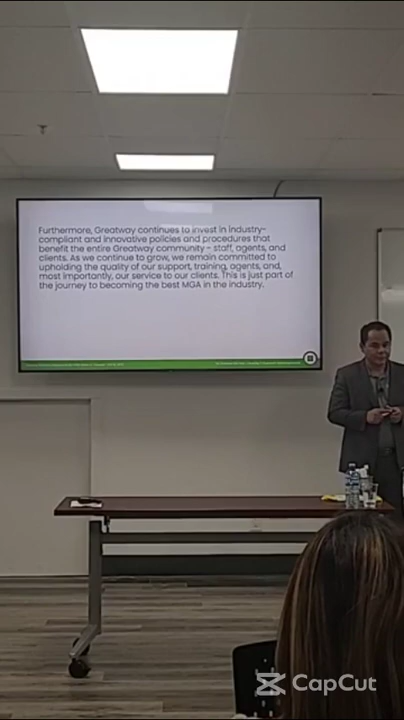 Furthermore, Greatway continues to invest in industry-
compliant and innovative policies and procedures that
benefit the entire Greatway community - staff, agents, and
clients. As we continue to grow, we remain committed to
upholding the quality of our support, training, agents, and,
most importantly, our service to our clients. This is just part of
the journey to becoming the best MGA in the industry.
CapCut